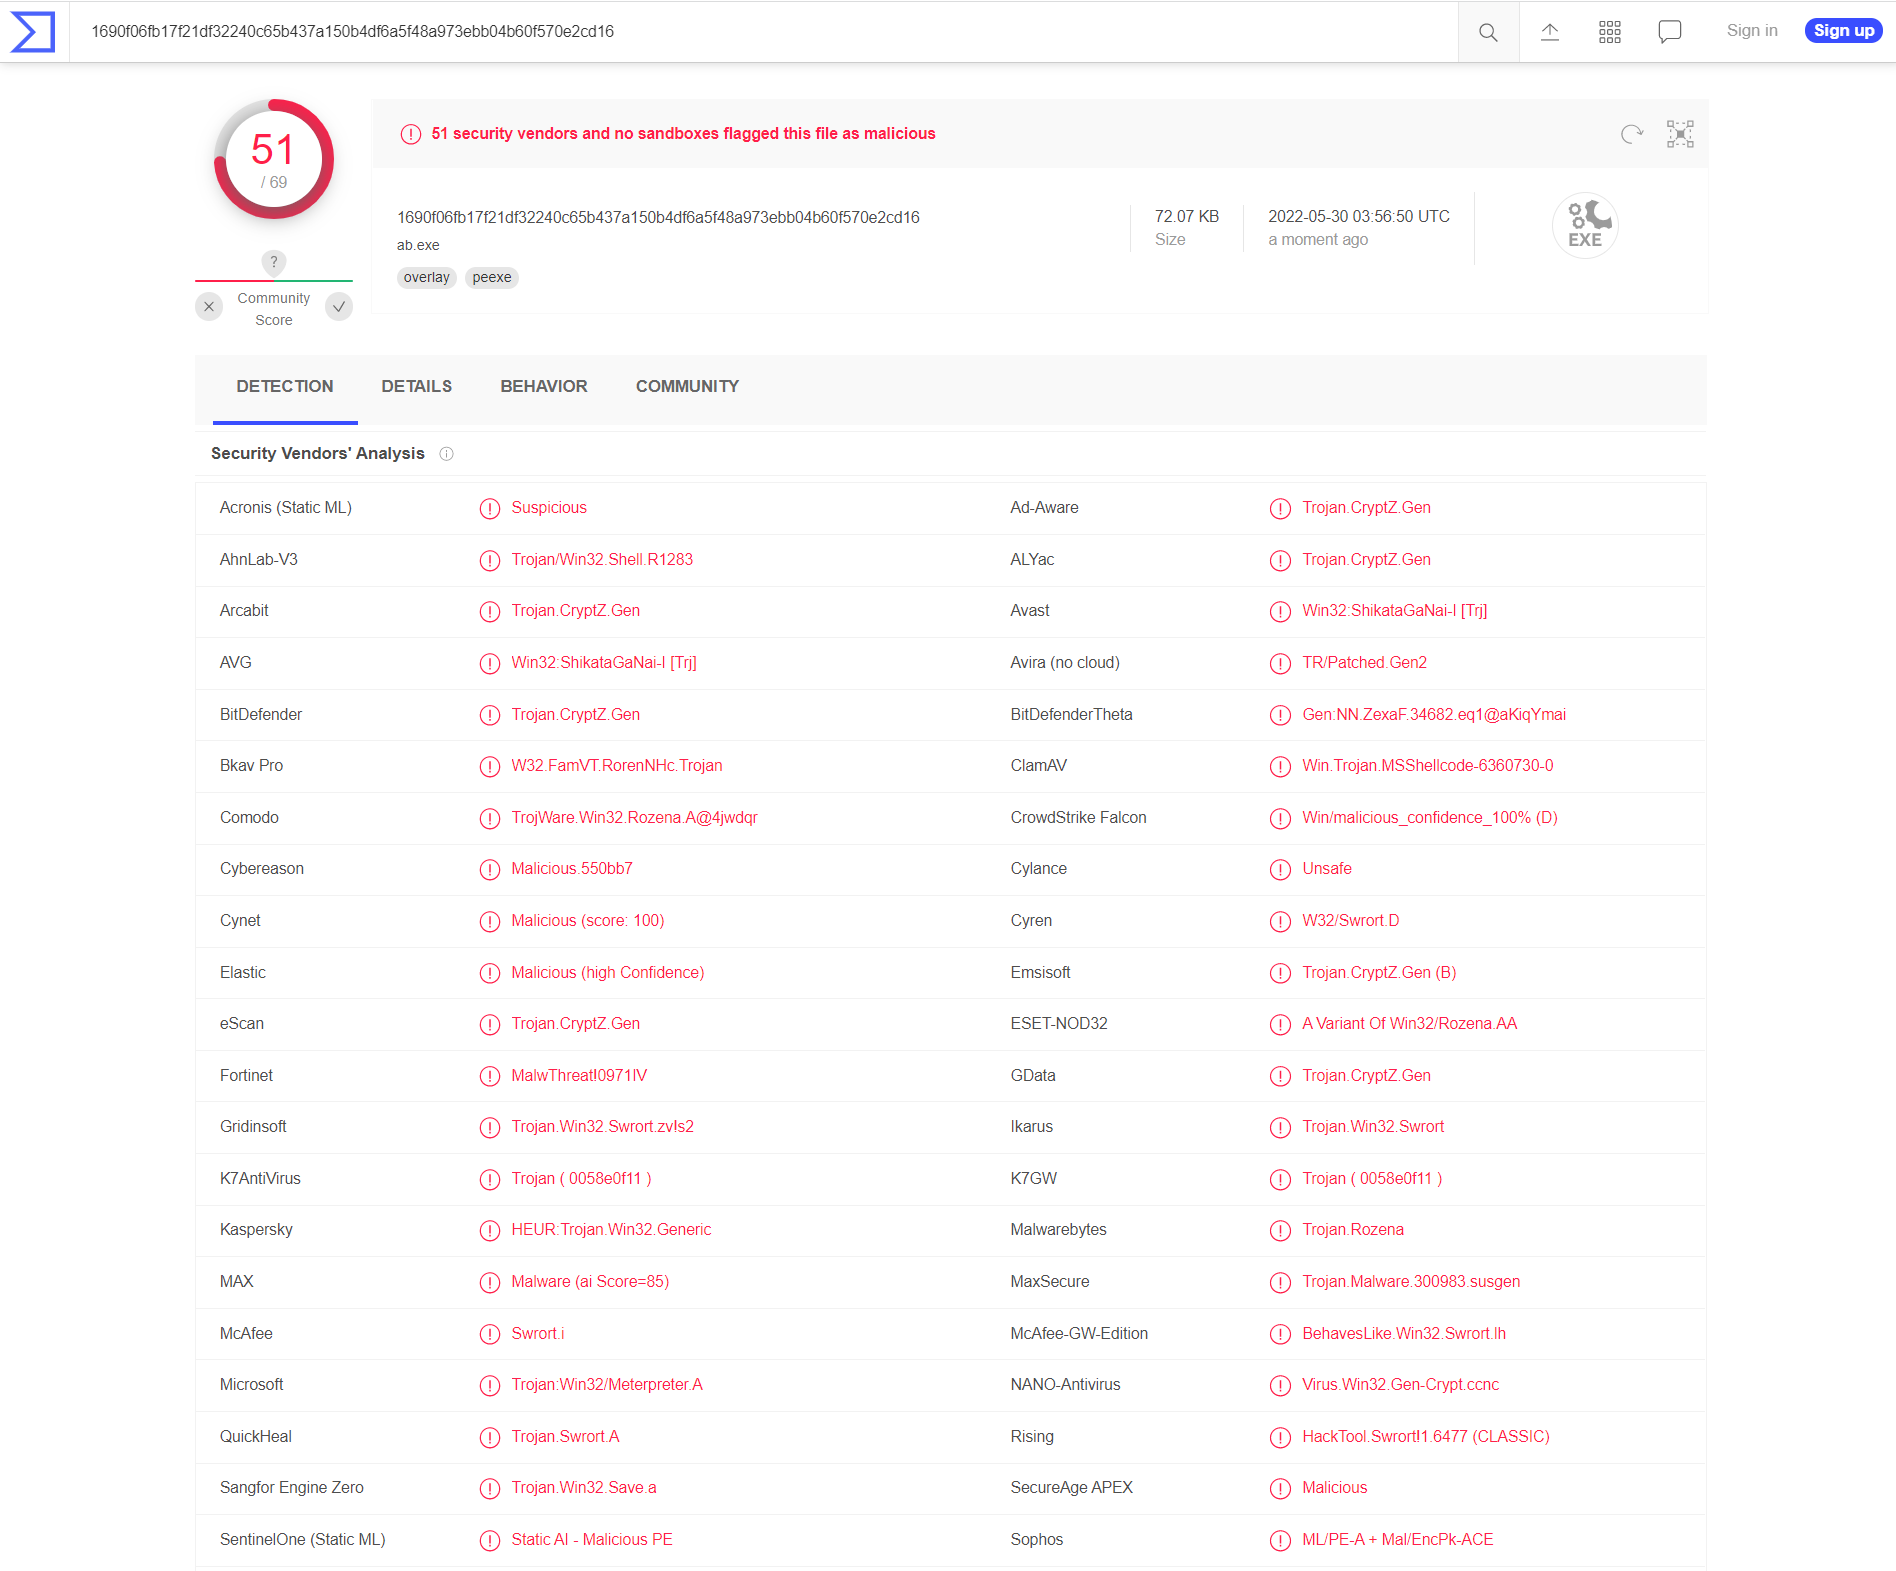 1690f06fb17f21df32240c65b437a150b4df6a5f48a973ebb04b60f570e2cd16
Sign in
Sign up
51
/ 69
?
Community
Score
51 security vendors and no sandboxes flagged this file as malicious
1690f06fb17f21df32240c65b437a150b4df6a5f48a973ebb04b60f570e2cd16
ab.exe
overlay peexe
72.07 KB
Size
2022-05-30 03:56:50 UTC
a moment ago
EXE
DETECTION DETAILS BEHAVIOR COMMUNITY
Security Vendors' Analysis
Acronis (Static ML) Suspicious Ad-Aware Trojan.CryptZ.Gen
AhnLab-V3 Trojan/Win32.Shell.R1283 ALYac Trojan.CryptZ.Gen
Arcabit Trojan.CryptZ.Gen Avast Win32:ShikataGaNai-I [Trj]
AVG Win32:ShikataGaNai-I [Trj] Avira (no cloud) TR/Patched.Gen2
BitDefender Trojan.CryptZ.Gen BitDefenderTheta Gen:NN.ZexaF.34682.eq1@aKiqYmai
Bkav Pro W32.FamVT.RorenNHc.Trojan ClamAV Win.Trojan.MSShellcode-6360730-0
Comodo TrojWare.Win32.Rozena.A@4jwdqr CrowdStrike Falcon Win/malicious_confidence_100% (D)
Cybereason Malicious.550bb7 Cylance Unsafe
Cynet Malicious (score: 100) Cyren W32/Swrort.D
Elastic Malicious (high Confidence) Emsisoft Trojan.CryptZ.Gen (B)
eScan Trojan.CryptZ.Gen ESET-NOD32 A Variant Of Win32/Rozena.AA
Fortinet MalwThreat!0971IV GData Trojan.CryptZ.Gen
Gridinsoft Trojan.Win32.Swrort.zv!s2 Ikarus Trojan.Win32.Swrort
K7AntiVirus Trojan ( 0058e0f11 ) K7GW Trojan ( 0058e0f11 )
Kaspersky HEUR:Trojan.Win32.Generic Malwarebytes Trojan.Rozena
MAX Malware (ai Score=85) MaxSecure Trojan.Malware.300983.susgen
McAfee Swrort.i McAfee-GW-Edition BehavesLike.Win32.Swrort.lh
Microsoft Trojan:Win32/Meterpreter.A NANO-Antivirus Virus.Win32.Gen-Crypt.ccnc
QuickHeal Trojan.Swrort.A Rising HackTool.Swrort!1.6477 (CLASSIC)
Sangfor Engine Zero Trojan.Win32.Save.a SecureAge APEX Malicious
SentinelOne (Static ML) Static AI - Malicious PE Sophos ML/PE-A + Mal/EncPk-ACE